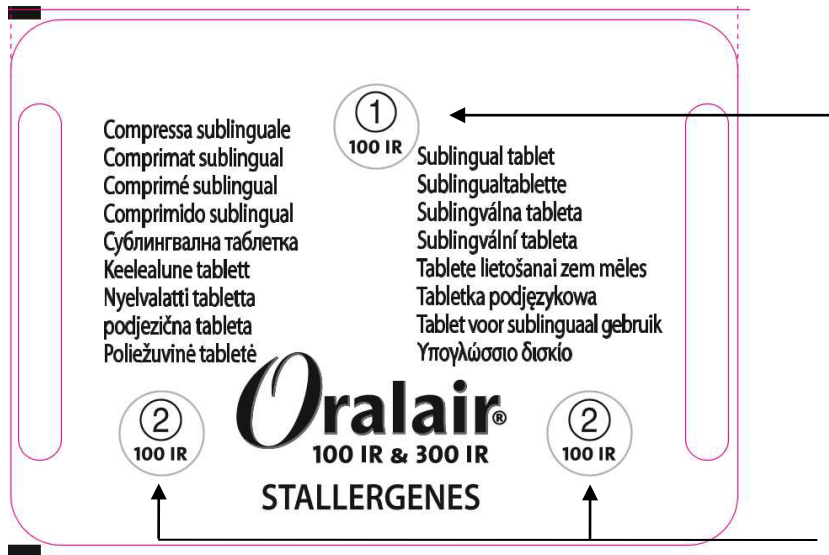 1
100 IR
Compressa sublinguale
Comprimat sublingual
Comprimé sublingual
Comprimido sublingual
Сублингвална таблетка
Keelealune tablett
Nyelvalatti tabletta
podjezična tableta
Poliežuvinė tabletė
Sublingual tablet
Sublingualtablette
Sublingválna tableta
Sublingvální tableta
Tablete lietošanai zem mēles
Tabletka podjęzykowa
Tablet voor sublinguaal gebruik
Υπογλώσσιο δισκίο
2
100 IR
Oralair®
100 IR & 300 IR
STALLERGENES
2
100 IR